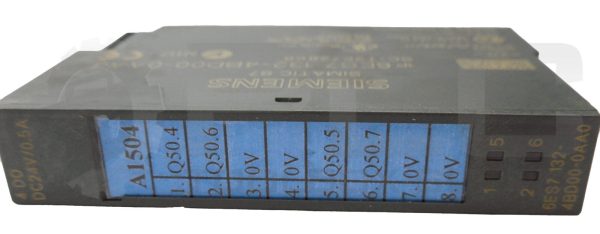 SIEMENS
SIMATIC S7
4 DO
DC24V/0.5A
A1504
1. Q50.4
2. Q50.6
3. 0V
4. 0V
5. Q50.5
6. Q50.7
7. 0V
8. 0V
1 5
2 6
6ES7 132-
4BD00-0AA0